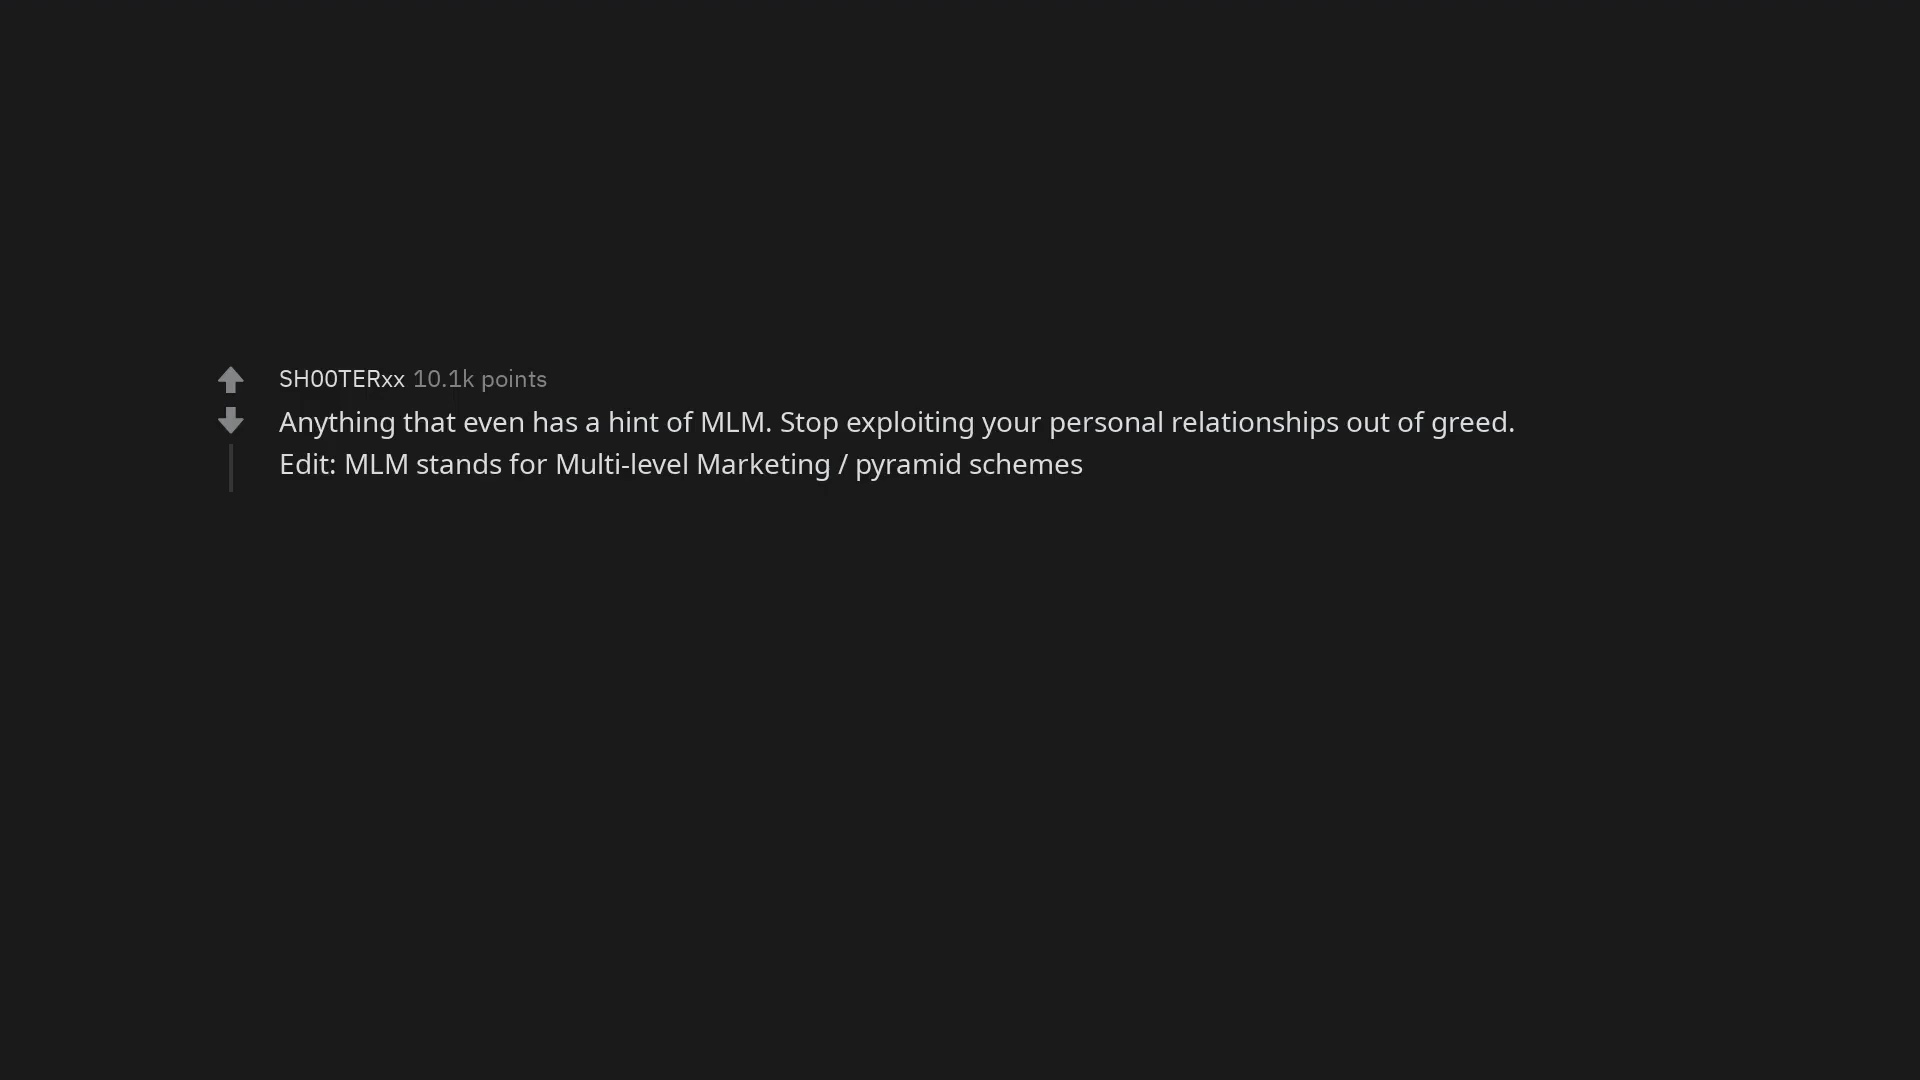 SH00TERxx 10.1k points
Anything that even has a hint of MLM. Stop exploiting your personal relationships out of greed.
Edit: MLM stands for Multi-level Marketing / pyramid schemes